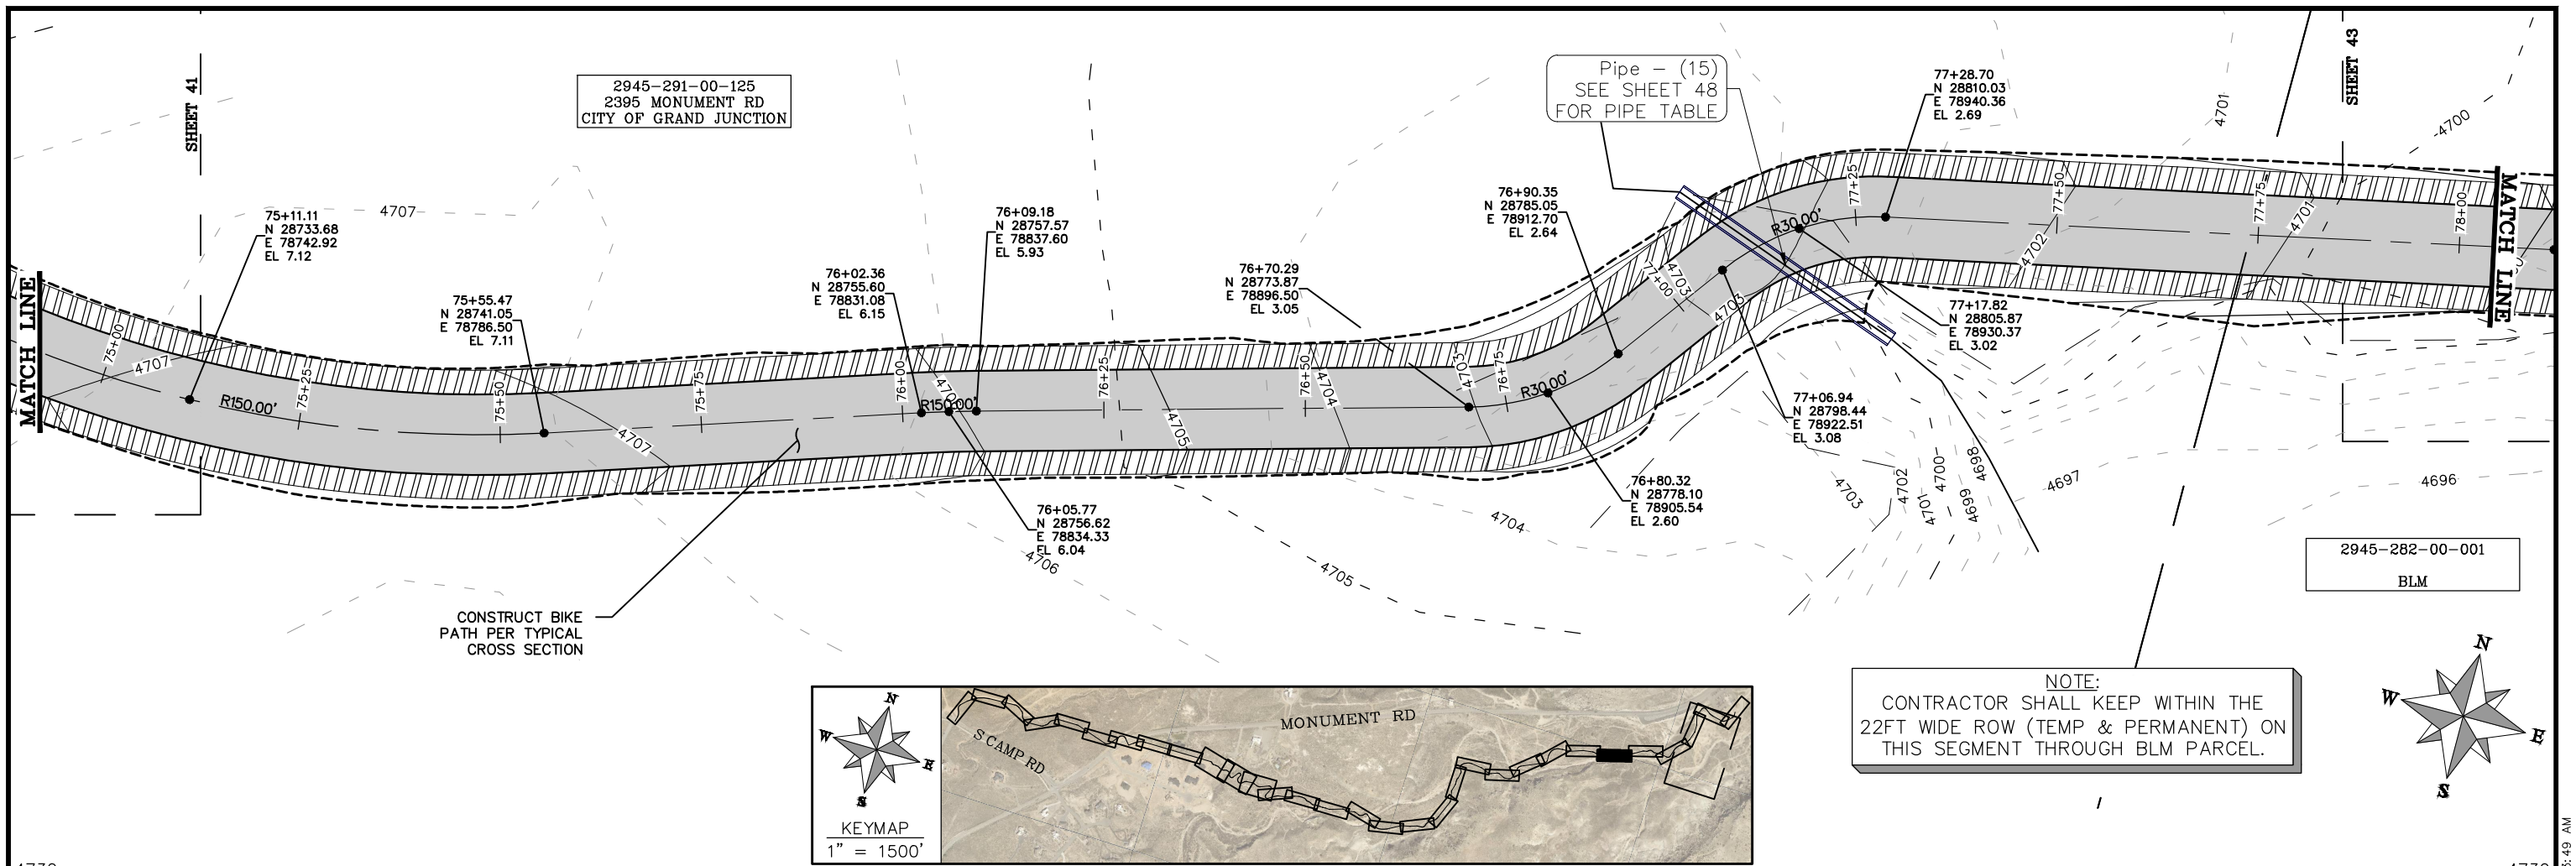 SHEET 41
2945-291-00-125
2395 MONUMENT RD
CITY OF GRAND JUNCTION
Pipe - (15)
SEE SHEET 48
FOR PIPE TABLE
77+28.70
N 28810.03
E 78940.36
EL 2.69
4701
SHEET 43
4700
75+11.11
N 28733.68
E 78742.92
EL 7.12
4707
76+09.18
N 28757.57
E 78837.60
EL 5.93
76+90.35
N 28785.05
E 78912.70
EL 2.64
R30.00'
77+25
77+50
77+75
4701
78+00
MATCH LINE
75+55.47
N 28741.05
E 78786.50
EL 7.11
76+02.36
N 28755.60
E 78831.08
EL 6.15
76+70.29
N 28773.87
E 78896.50
EL 3.05
77+00
4703
4703
4702
77+17.82
N 28805.87
E 78930.37
EL 3.02
MATCH LINE
75+00
4707
R150.00'
75+25
75+50
4707
75+75
76+00
R150.00'
76+25
4705
76+50
4704
4703
76+75
R30.00'
77+06.94
N 28798.44
E 78922.51
EL 3.08
76+80.32
N 28778.10
E 78905.54
EL 2.60
4703
4702
4701
4700
4699
4698
4697
4696
76+05.77
N 28756.62
E 78834.33
EL 6.04
4706
4705
4704
2945-282-00-001
BLM
CONSTRUCT BIKE
PATH PER TYPICAL
CROSS SECTION
N
W
E
S
KEYMAP
1" = 1500'
S CAMP RD
MONUMENT RD
NOTE:
CONTRACTOR SHALL KEEP WITHIN THE
22FT WIDE ROW (TEMP & PERMANENT) ON
THIS SEGMENT THROUGH BLM PARCEL.
N
W
E
S